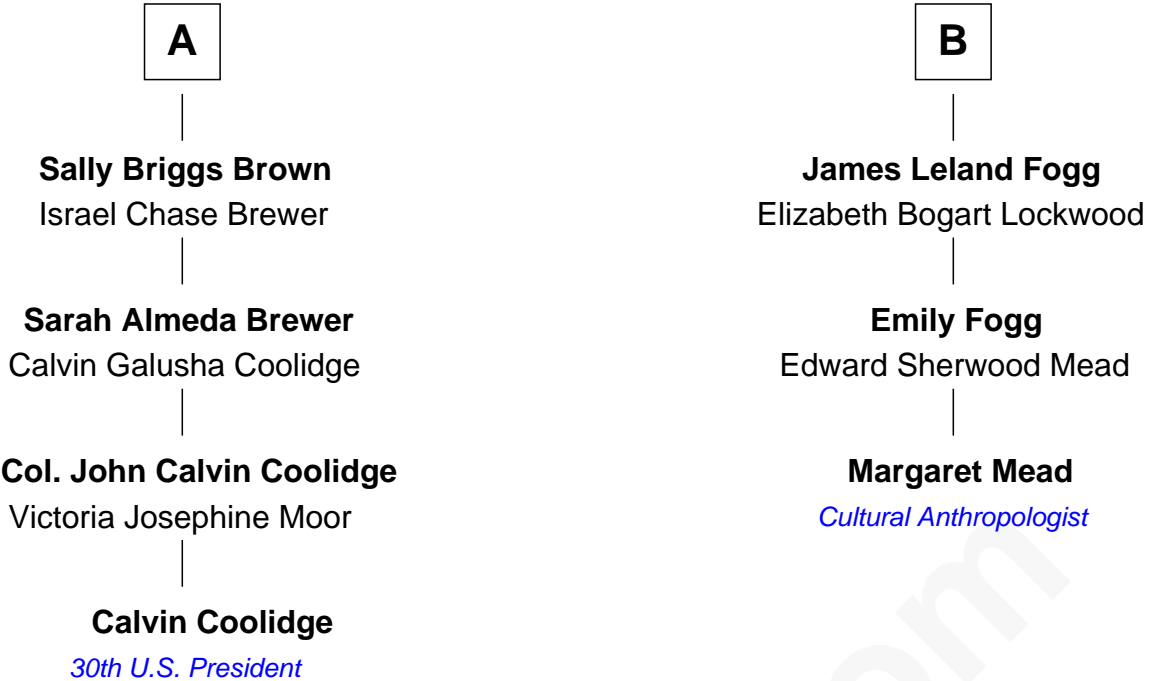 A
Sally Briggs Brown
Israel Chase Brewer
Sarah Almeda Brewer
Calvin Galusha Coolidge
Col. John Calvin Coolidge
Victoria Josephine Moor
Calvin Coolidge
30th U.S. President
B
James Leland Fogg
Elizabeth Bogart Lockwood
Emily Fogg
Edward Sherwood Mead
Margaret Mead
Cultural Anthropologist
om